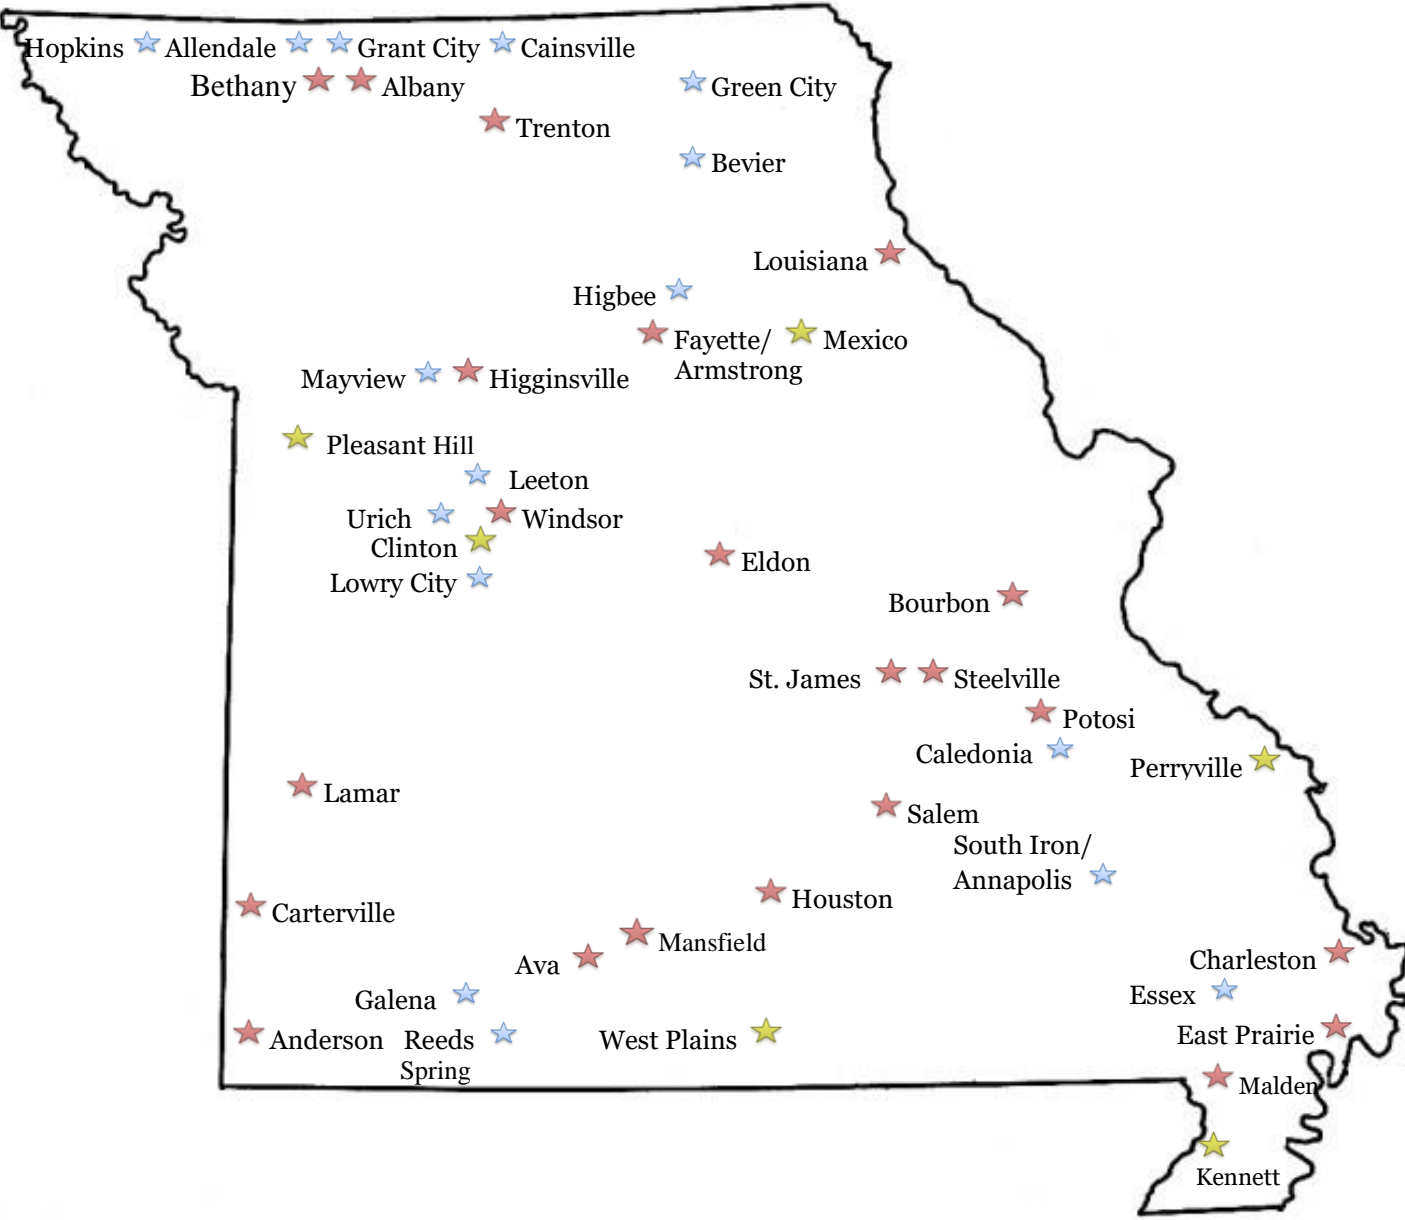 Hopkins
Allendale
Grant City
Cainsville
Bethany
Albany
Green City
Trenton
Bevier
Louisiana
Higbee
Fayette/
Armstrong
Mexico
Mayview
Higginsville
Pleasant Hill
Leeton
Urich
Windsor
Clinton
Lowry City
Eldon
Bourbon
St. James
Steelville
Potosi
Caledonia
Perryville
Lamar
Salem
South Iron/
Annapolis
Houston
Carterville
Mansfield
Ava
Charleston
Galena
Essex
Anderson
Reeds
Spring
West Plains
East Prairie
Malden
Kennett